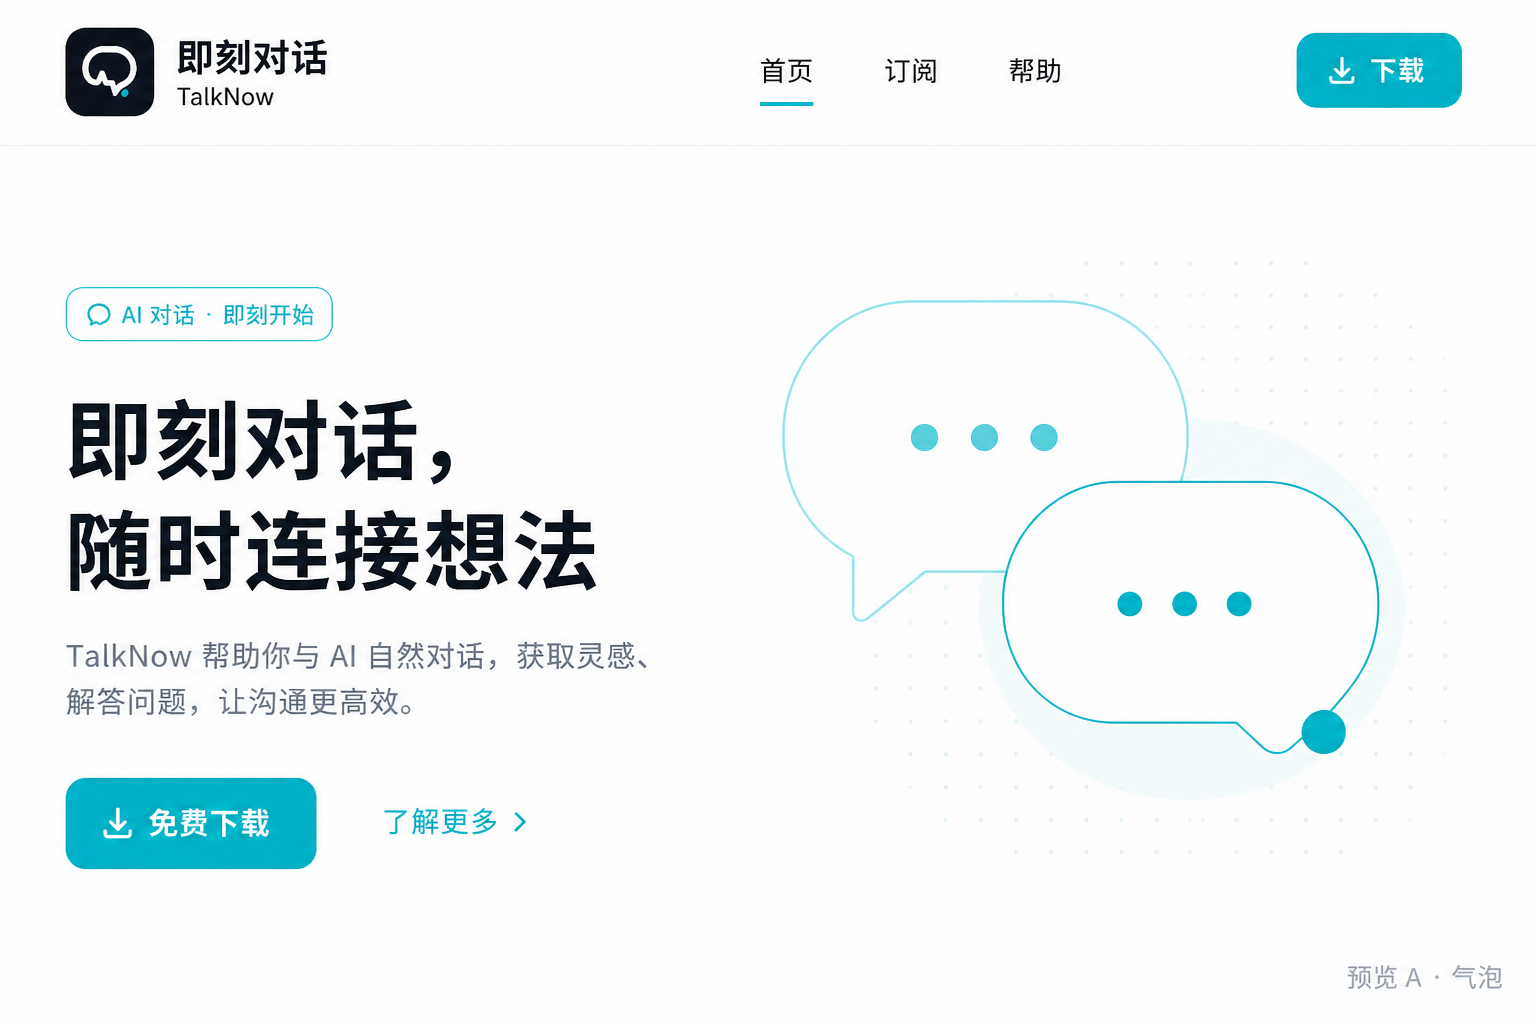 即刻对话
TalkNow
首页
订阅
帮助
下载
AI 对话 · 即刻开始
即刻对话，
随时连接想法
TalkNow 帮助你与 AI 自然对话，获取灵感、
解答问题，让沟通更高效。
免费下载
了解更多
预览 A · 气泡